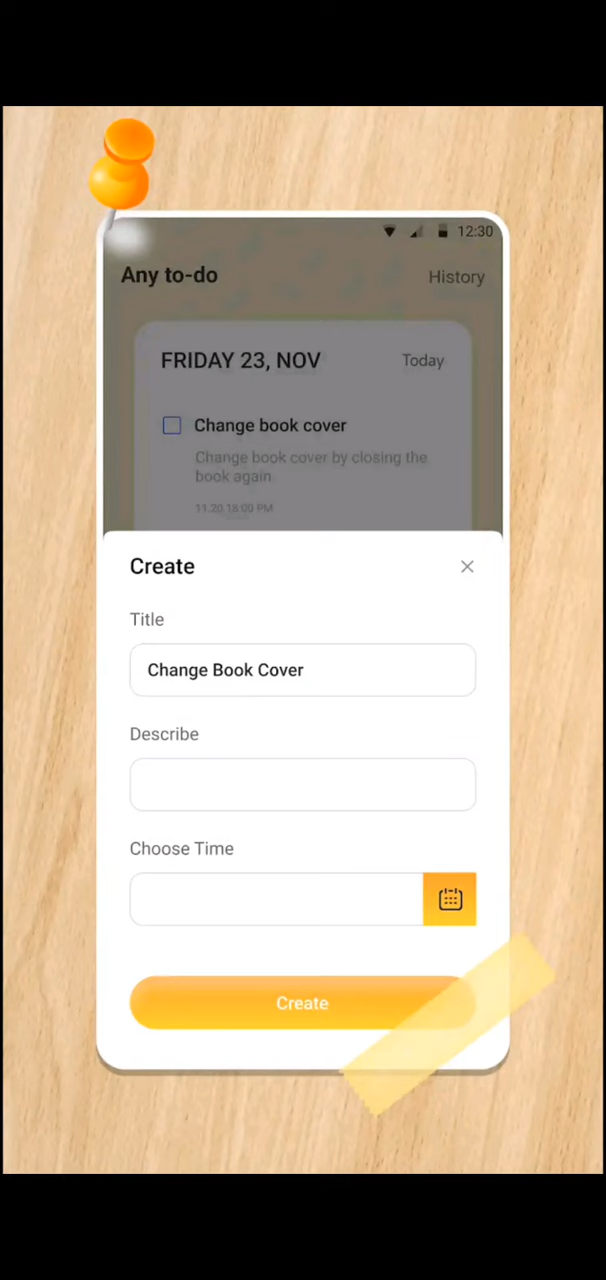 12:30
Any to-do
History
FRIDAY 23, NOV
Today
Change book cover
Change book cover by closing the
book again
11.20 18:00 PM
Create
Title
Change Book Cover
Describe
Choose Time
Create